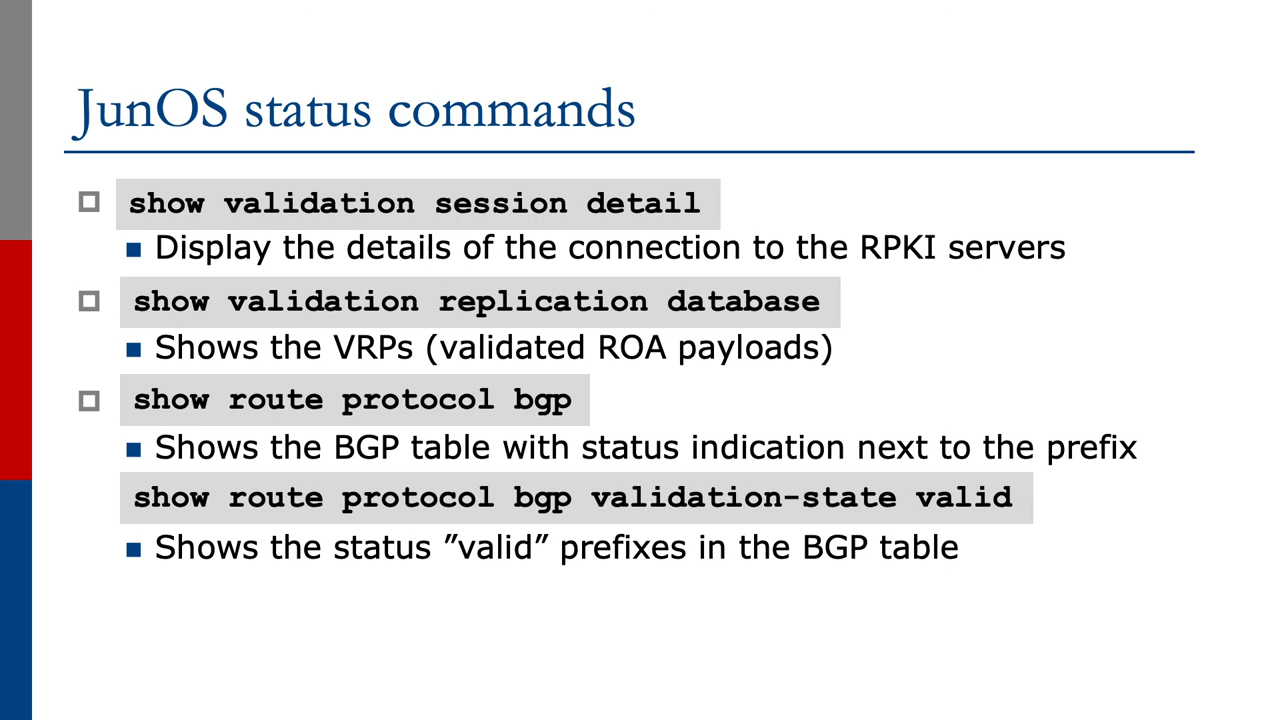 JunOS status commands
show validation session detail
Display the details of the connection to the RPKI servers
show validation replication database
Shows the VRPs (validated ROA payloads)
show route protocol bgp
Shows the BGP table with status indication next to the prefix
show route protocol bgp validation-state valid
Shows the status ”valid” prefixes in the BGP table